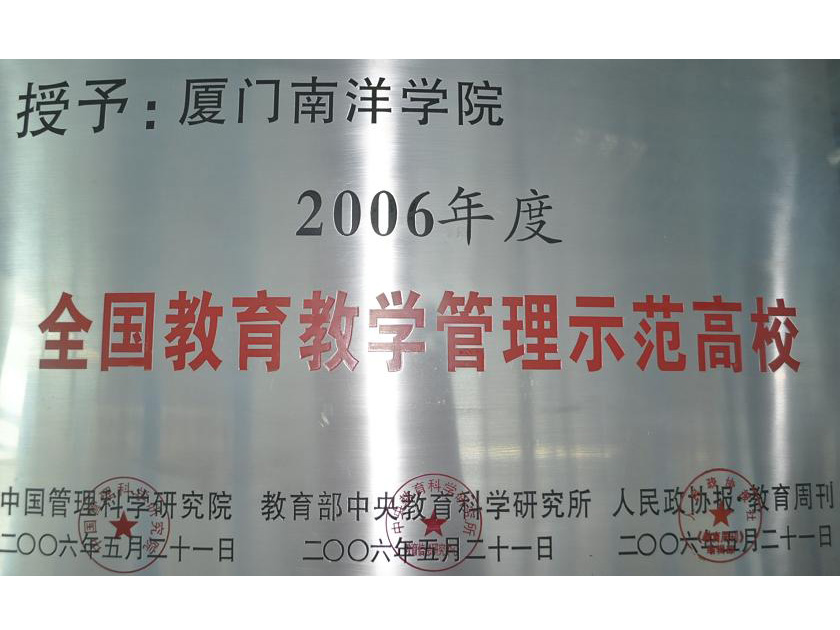 授予：厦门南洋学院
2006年度
全国教育教学管理示范高校
中国管理科学研究院 教育部中央教育科学研究所 人民政协报·教育周刊
二〇〇六年五月二十一日 二〇〇六年五月二十一日 二〇〇六年五月二十一日